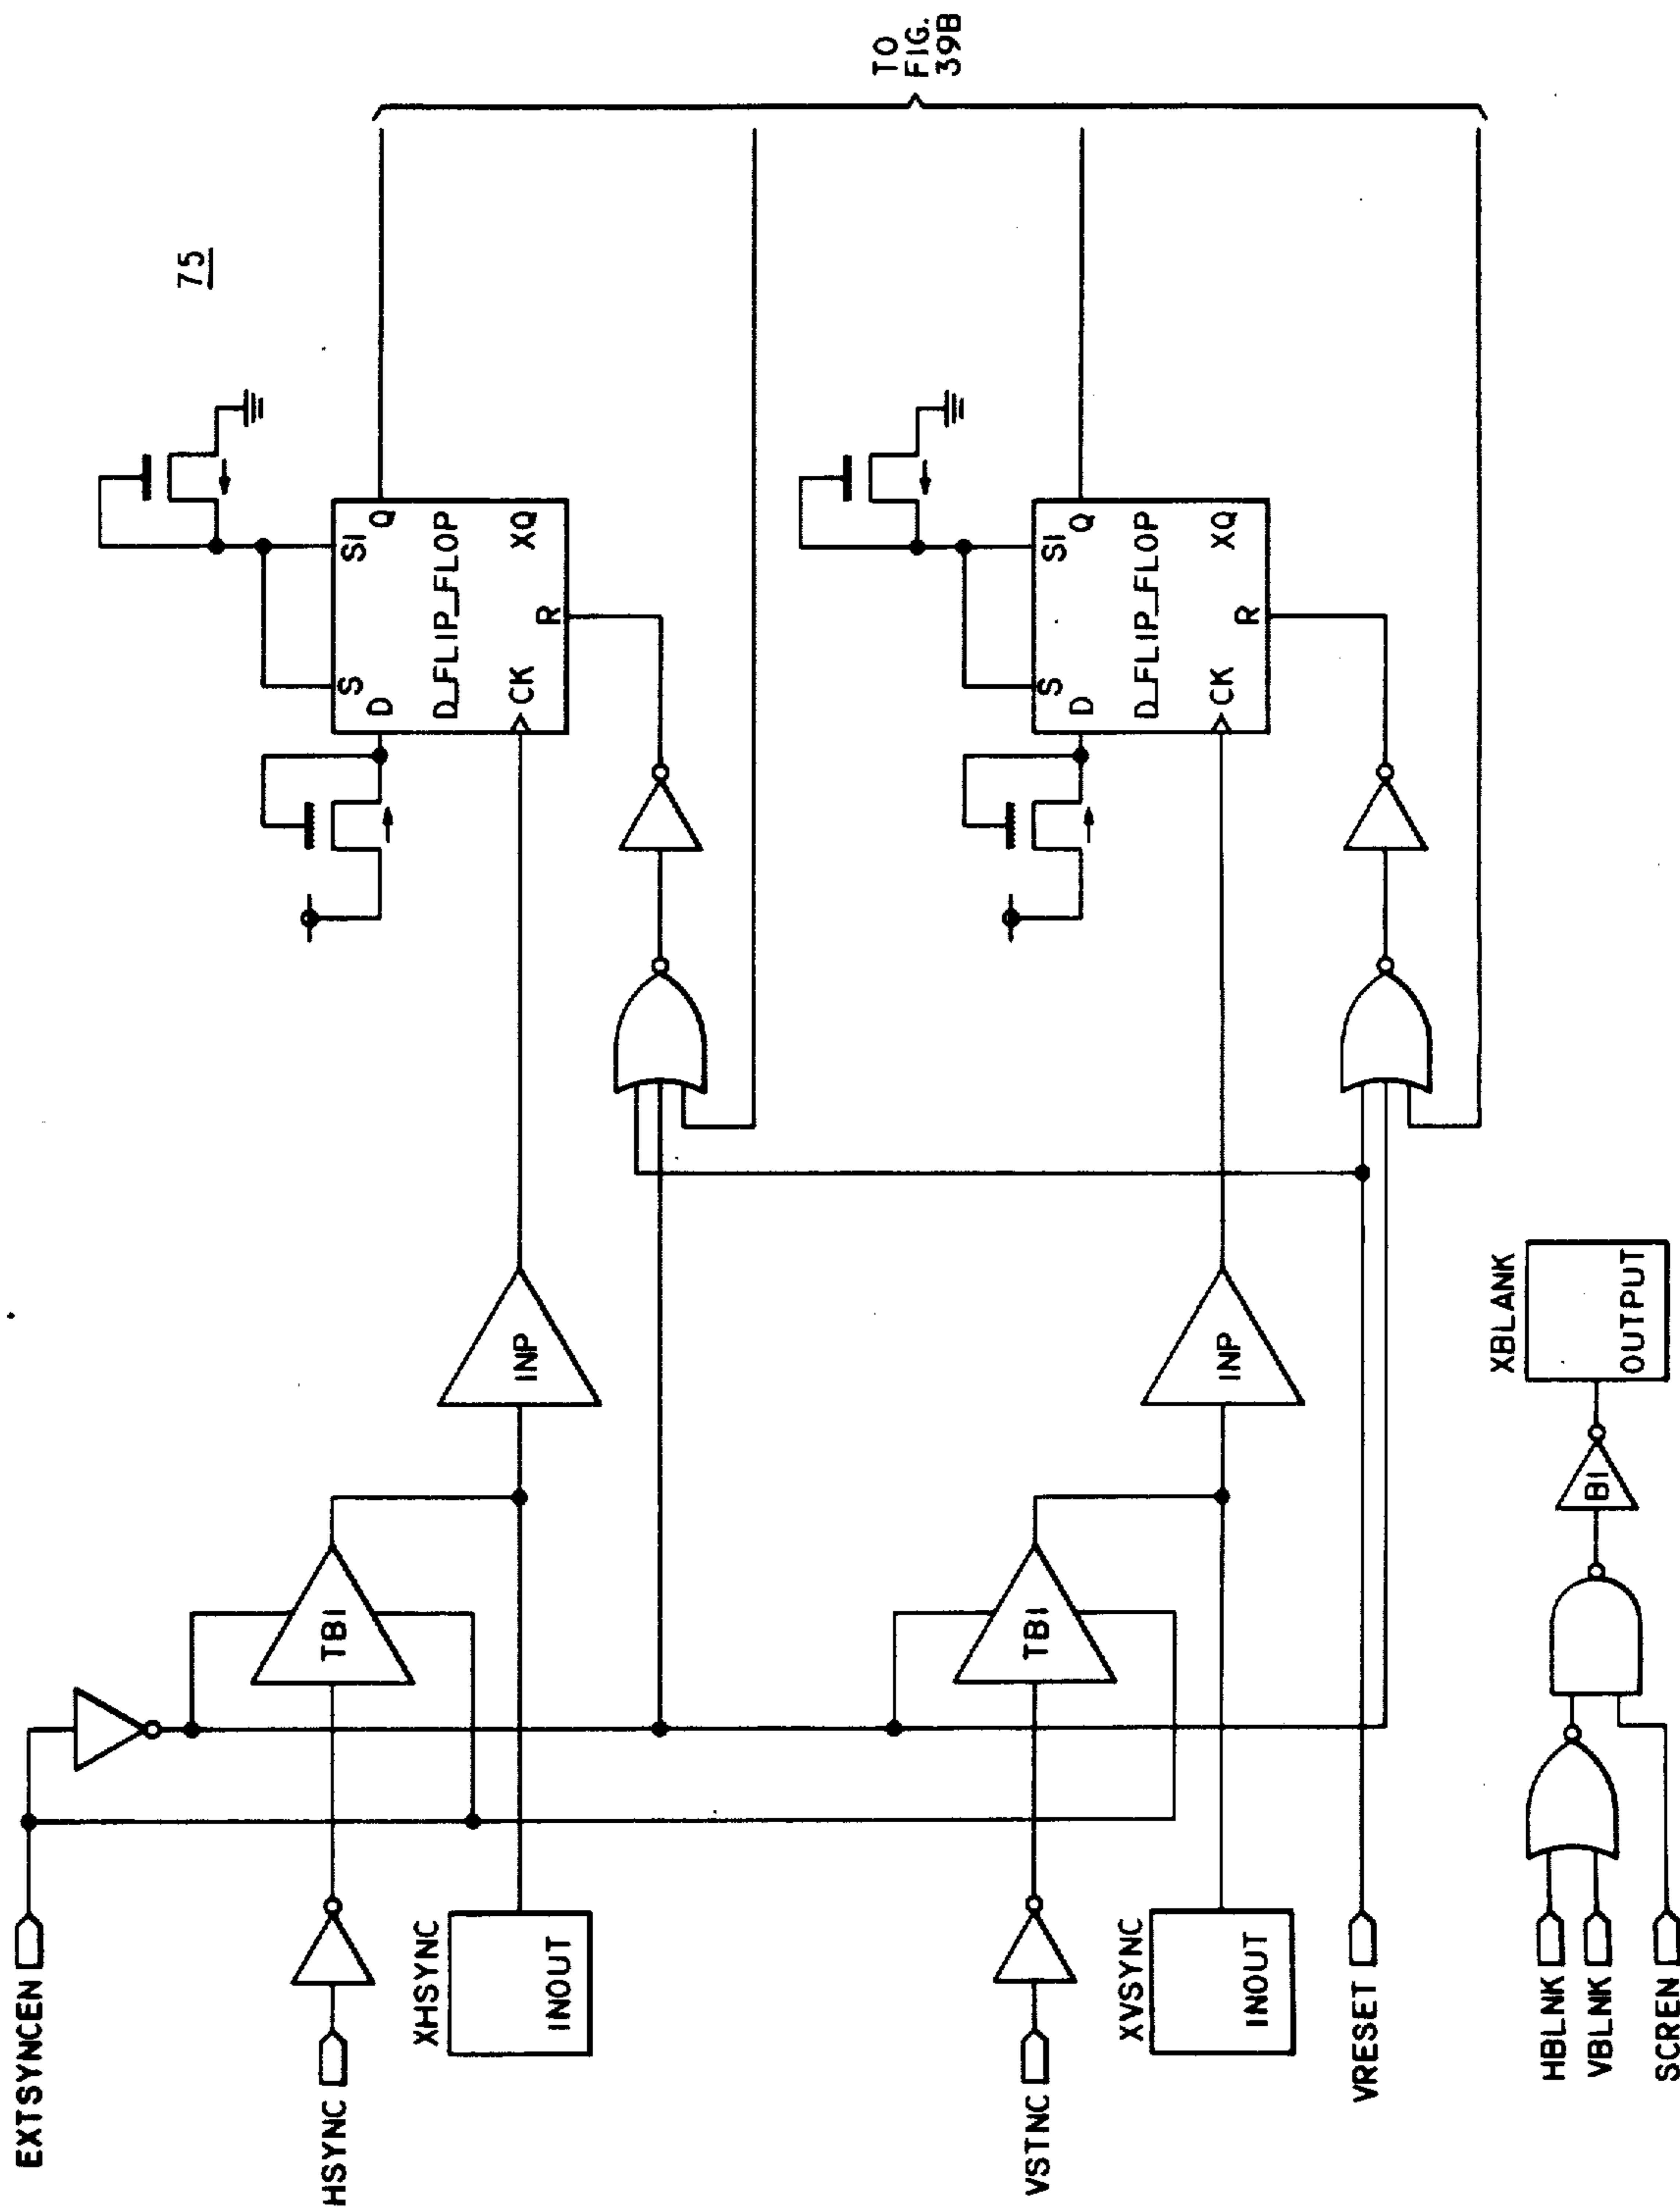 75
EXTSYNCEN
HSYNC
TBI
XHSYNC
INOUT
INP
S
SI
D
Q
D_FLIP_FLOP
CK
XQ
R
TO
FIG.
39B
VSTNC
TBI
XVSYNC
INOUT
INP
S
SI
D
Q
D_FLIP_FLOP
CK
XQ
R
VRESET
HBLNK
VBLNK
SCREN
BI
XBLANK
OUTPUT